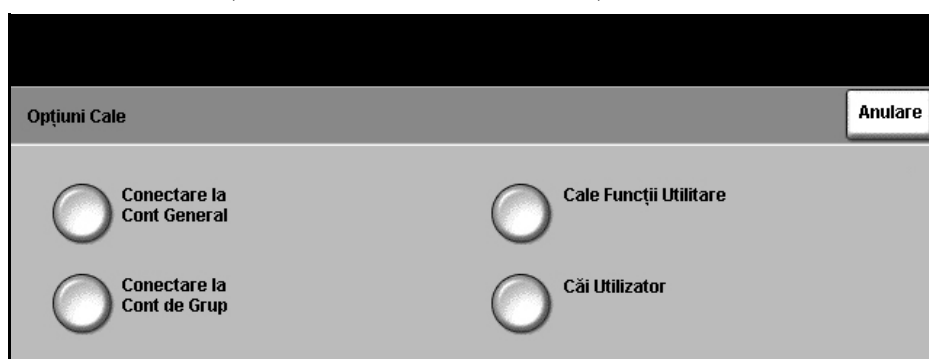 Opțiuni Cale
Anulare
Conectare la
Cont General
Cale Funcții Utilitare
Conectare la
Cont de Grup
Căi Utilizator